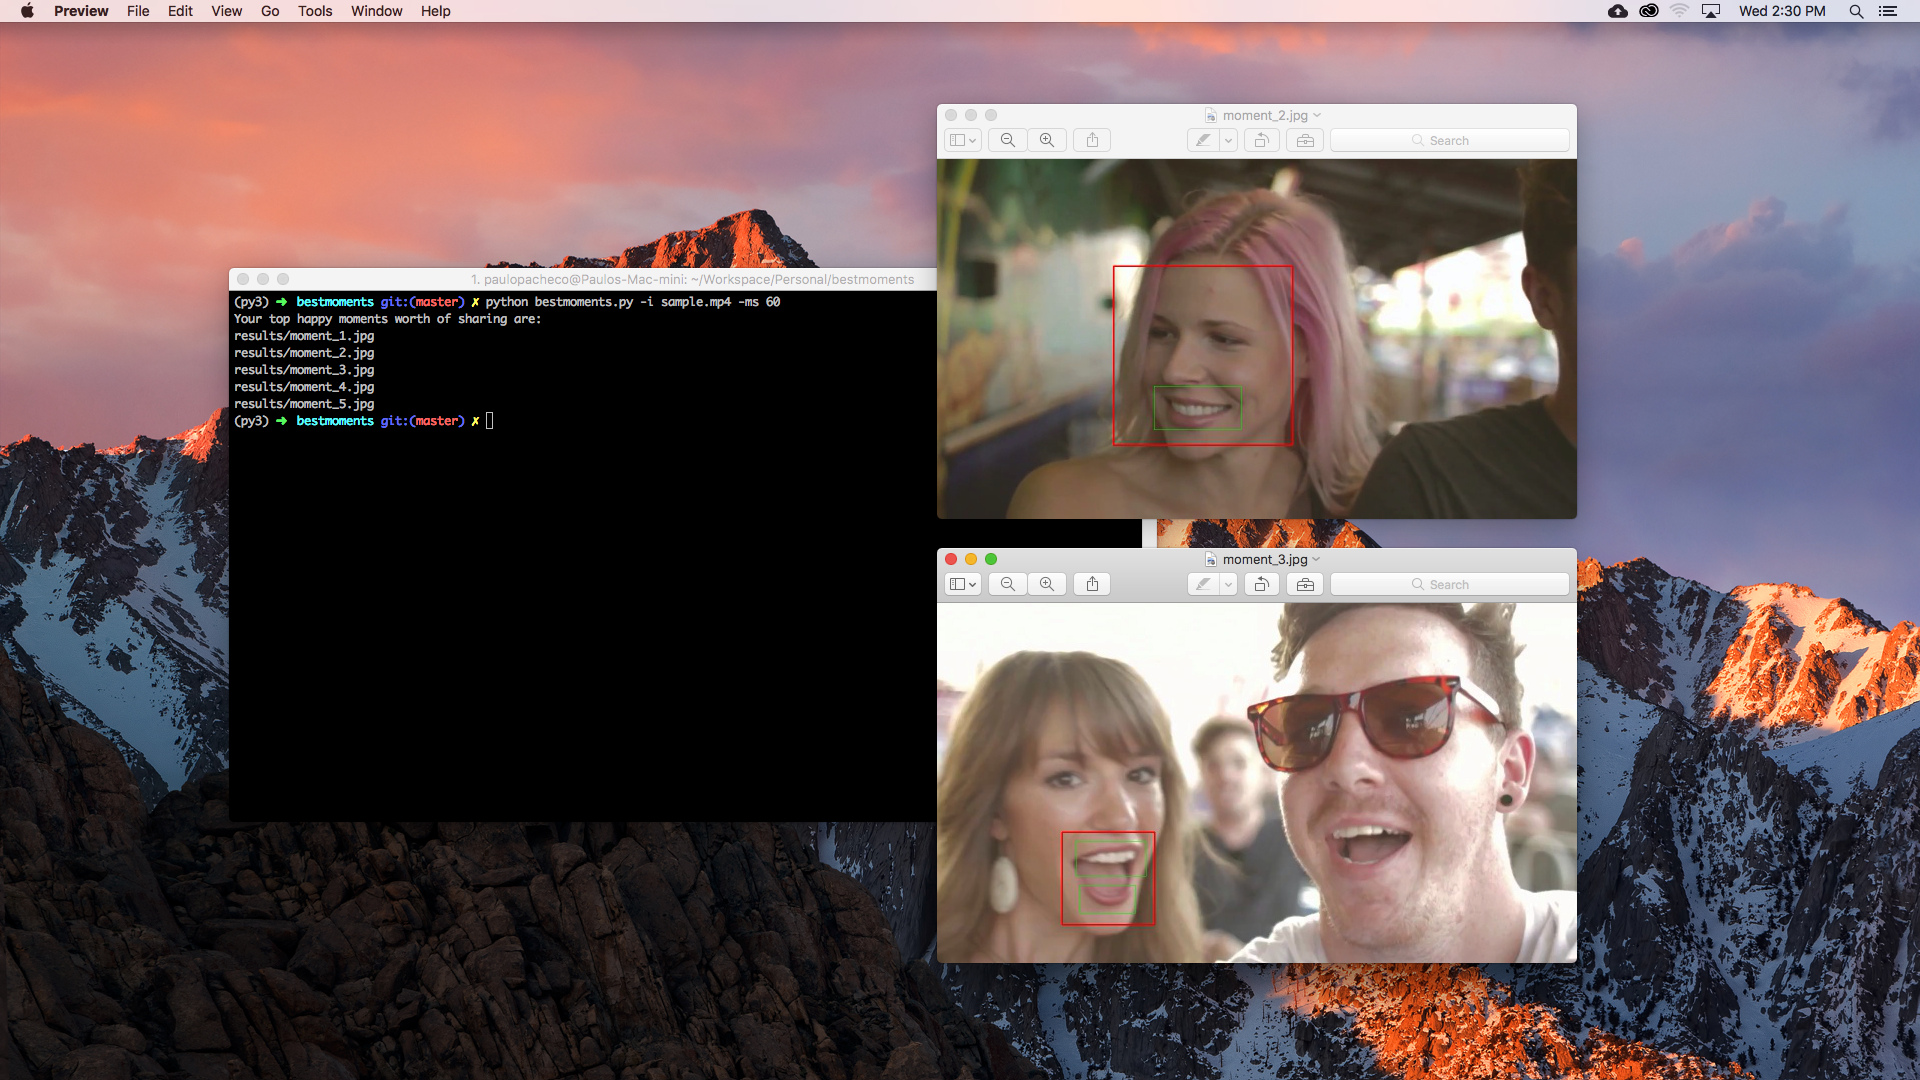 Preview File Edit View Go Tools Window Help
Wed 2:30 PM
moment_2.jpg
Search
1. paulopacheco@Paulos-Mac-mini: ~/Workspace/Personal/bestmoments
(py3) ➜ bestmoments git:(master) ✗ python bestmoments.py -i sample.mp4 -ms 60
Your top happy moments worth of sharing are:
results/moment_1.jpg
results/moment_2.jpg
results/moment_3.jpg
results/moment_4.jpg
results/moment_5.jpg
(py3) ➜ bestmoments git:(master) ✗
moment_3.jpg
Search